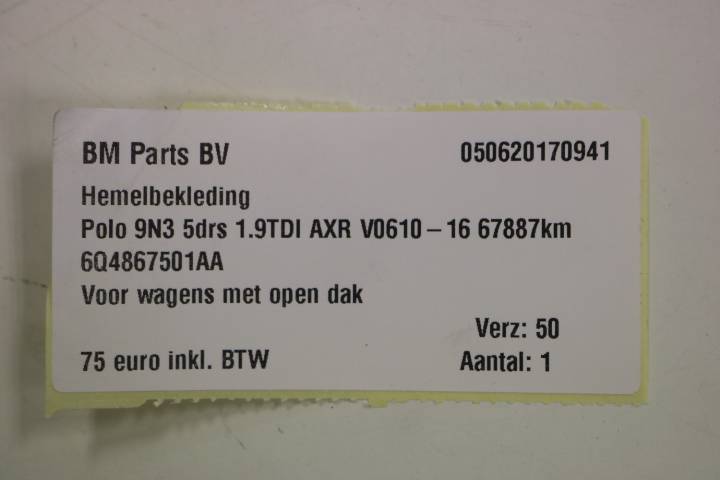 BM Parts BV 050620170941
Hemelbekleding
Polo 9N3 5drs 1.9TDI AXR V0610 – 16 67887km
6Q4867501AA
Voor wagens met open dak
Verz: 50
75 euro inkl. BTW Aantal: 1